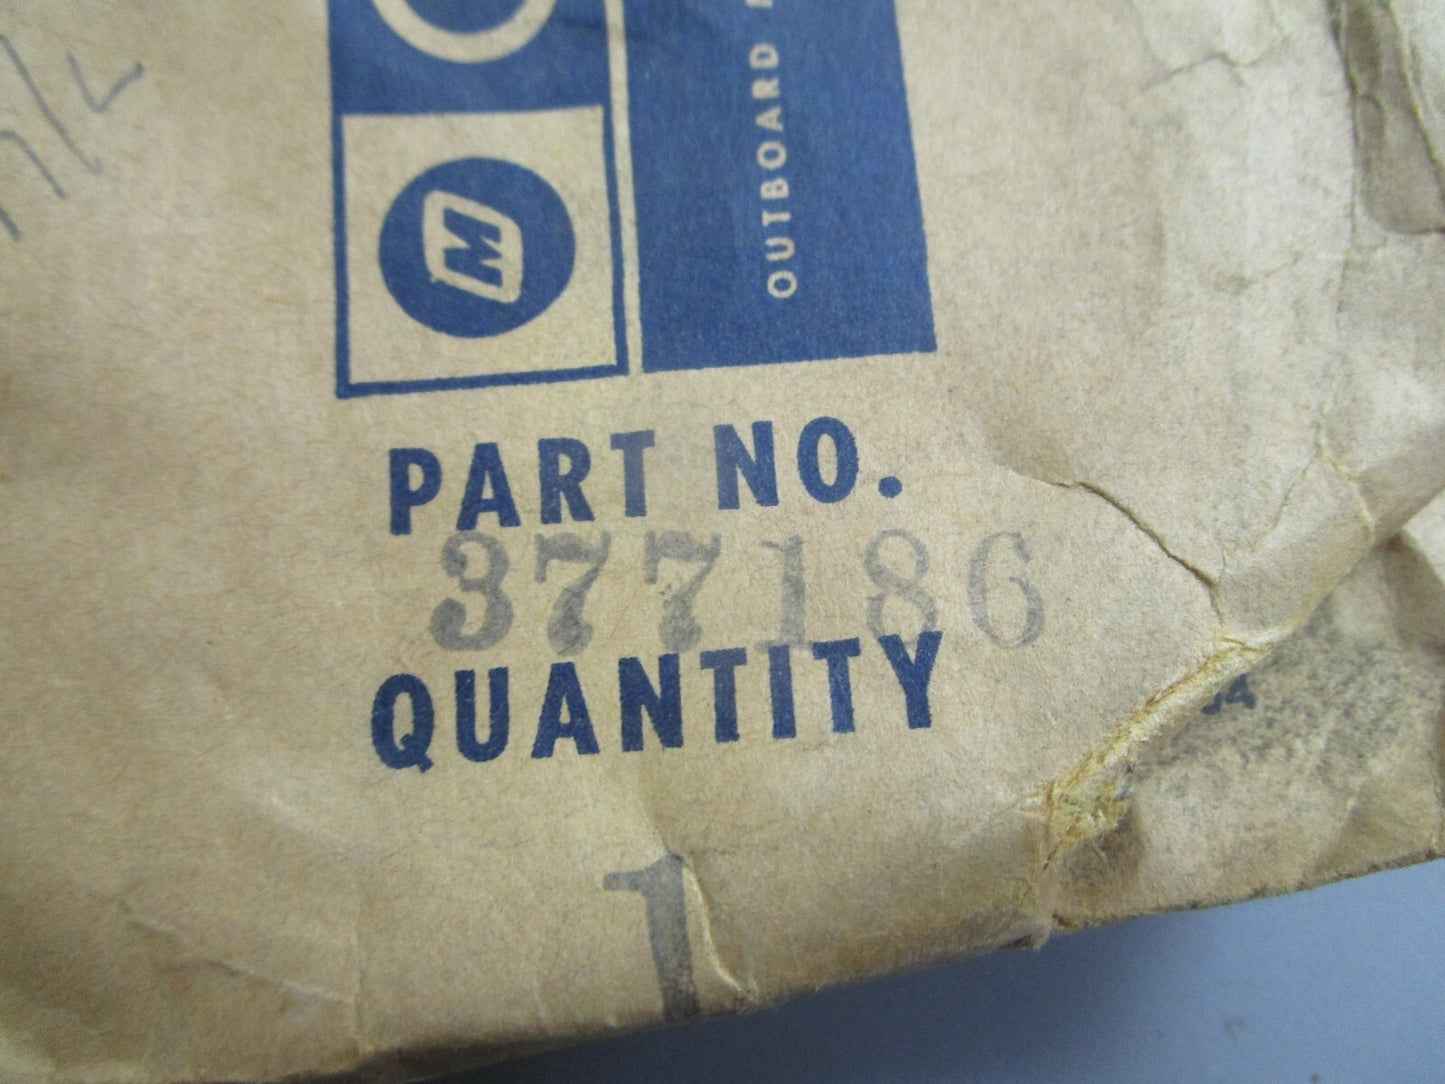 M
OUTBOARD
PART NO.
377186
QUANTITY
1